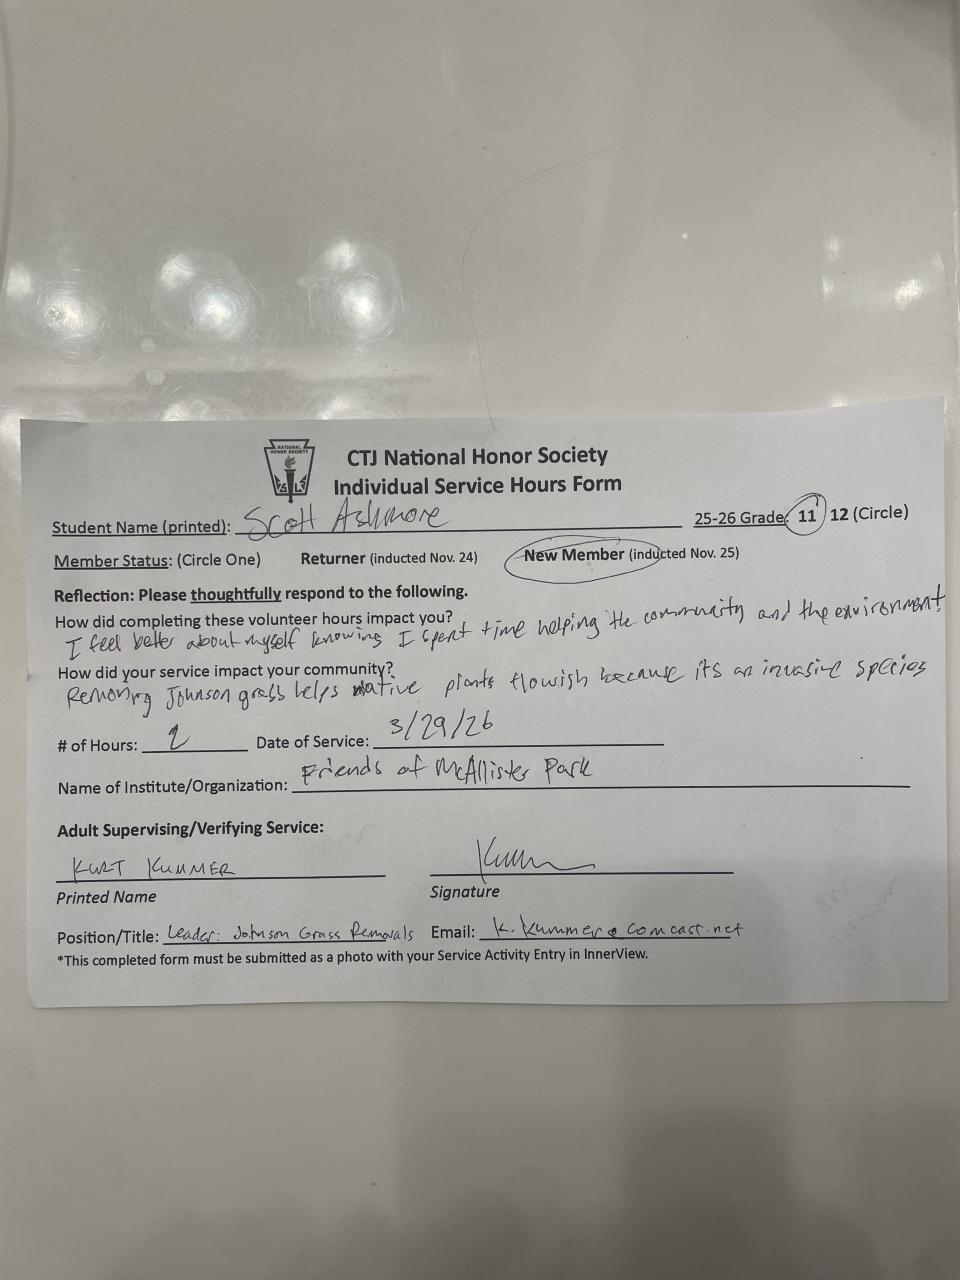 NATIONAL
HONOR SOCIETY
CTJ National Honor Society
Individual Service Hours Form
Student Name (printed): Scott Ashmore 25-26 Grade: 11 12 (Circle)
Member Status: (Circle One) Returner (inducted Nov. 24) New Member (inducted Nov. 25)
Reflection: Please thoughtfully respond to the following.
How did completing these volunteer hours impact you?
I feel better about myself knowing I spent time helping the community and the environment
How did your service impact your community?
Removing Johnson grass helps native plants flourish because its an invasive species
# of Hours: 2 Date of Service: 3/29/26
Name of Institute/Organization: Friends of McAllister Park
Adult Supervising/Verifying Service:
KURT KUMMER
Printed Name Signature
Position/Title: Leader: Johnson Grass Removals Email: k.kummer@comcast.net
*This completed form must be submitted as a photo with your Service Activity Entry in InnerView.